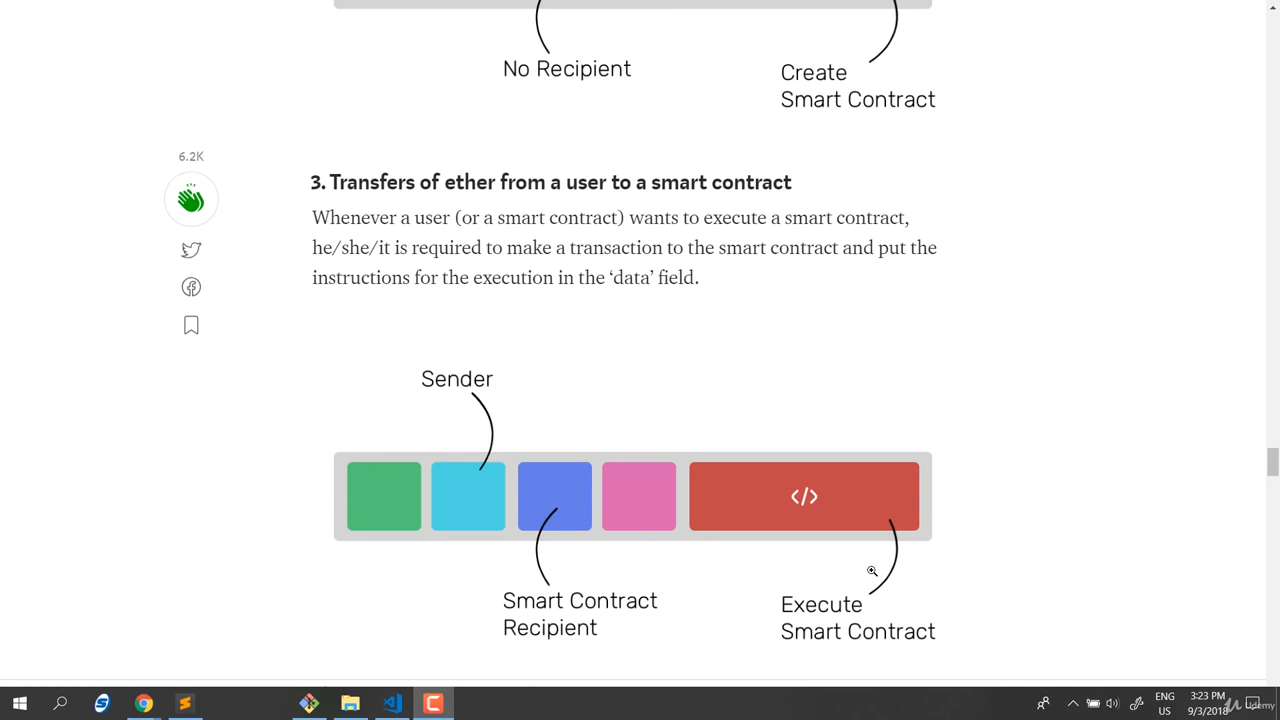 No Recipient
Create
Smart Contract
6.2K
3. Transfers of ether from a user to a smart contract
Whenever a user (or a smart contract) wants to execute a smart contract,
he/she/it is required to make a transaction to the smart contract and put the
instructions for the execution in the ‘data’ field.
Sender
</>
Smart Contract
Recipient
Execute
Smart Contract
ENG
US
3:23 PM
9/3/2018
Udemy